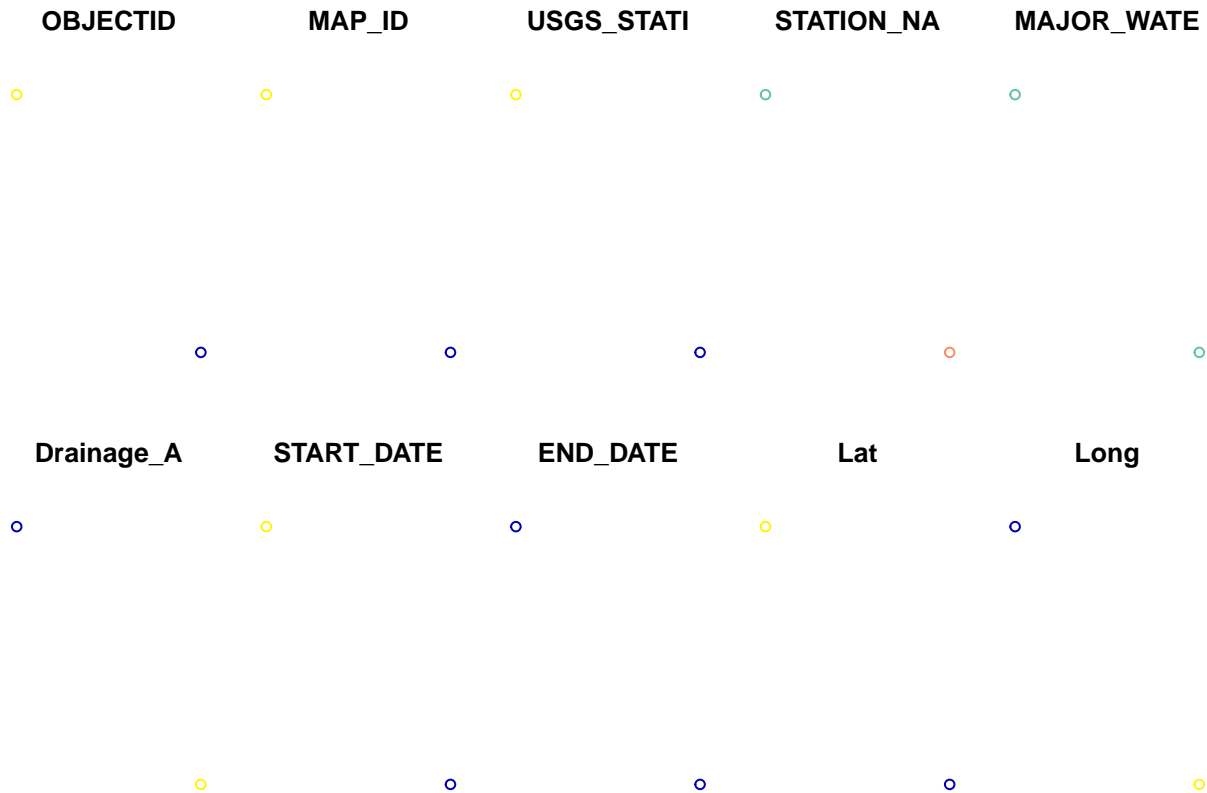 OBJECTID MAP_ID USGS_STATI STATION_NA MAJOR_WATE
Drainage_A START_DATE END_DATE Lat Long